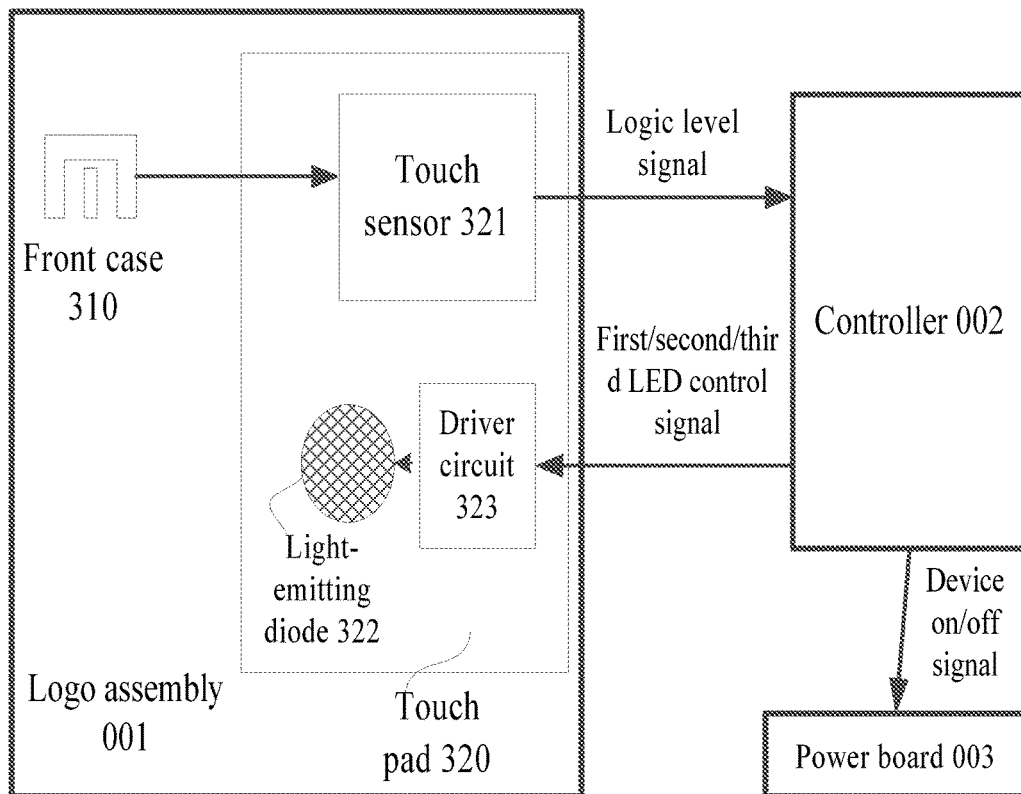 Touch
sensor 321
Logic level
signal
Front case
310
Controller 002
First/second/thir
d LED control
signal
Driver
circuit
323
Light-
emitting
diode 322
Device
on/off
signal
Logo assembly
001
Touch
pad 320
Power board 003